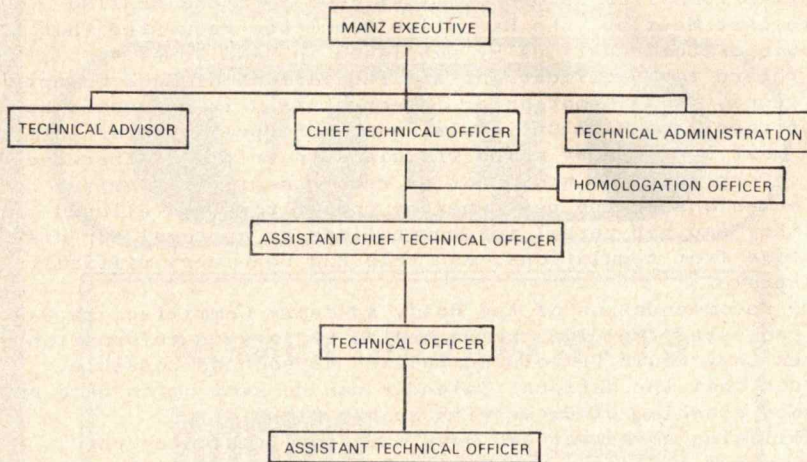 MANZ EXECUTIVE
TECHNICAL ADVISOR
CHIEF TECHNICAL OFFICER
TECHNICAL ADMINISTRATION
HOMOLOGATION OFFICER
ASSISTANT CHIEF TECHNICAL OFFICER
TECHNICAL OFFICER
ASSISTANT TECHNICAL OFFICER